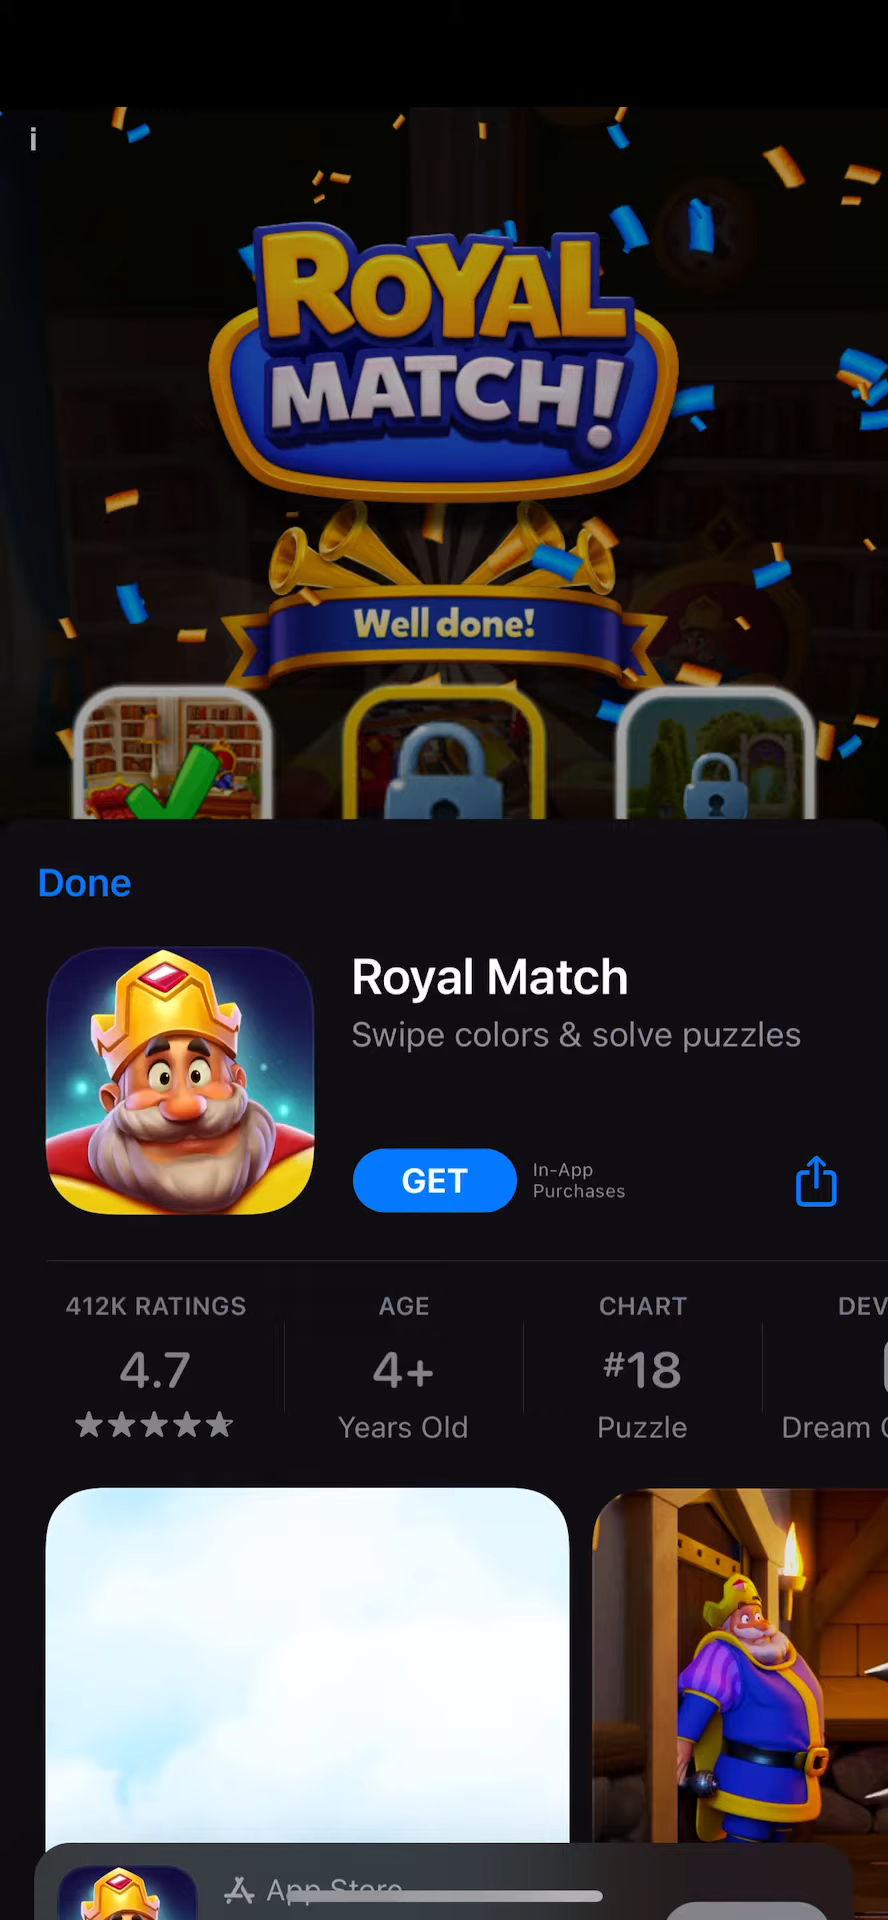 i
ROYAL
MATCH!
Well done!
Done
Royal Match
Swipe colors & solve puzzles
GET
In-App
Purchases
412K RATINGS
AGE
CHART
DEV
4.7
4+
#18
Years Old
Puzzle
Dream
App Store